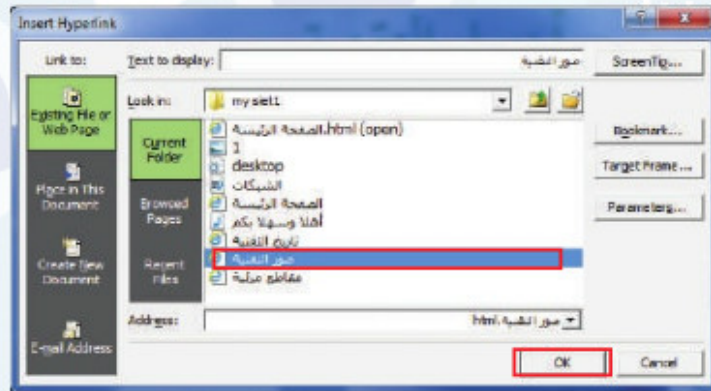 Insert Hyperlink
Link to:
Text to display:
صور التقنية
ScreenTip...
Existing File or Web Page
Look in:
my siet1
Bookmark...
Current Folder
الصفحة الرئيسة.html (open)
1
desktop
الشبكات
Target Frame...
Place in This Document
Browsed Pages
الصفحة الرئيسة
أهلا وسهلا بكم
Parameters...
تاريخ التقنية
Create New Document
Recent Files
صور التقنية
مقاطع مرئية
E-mail Address
Address:
صور التقنية.html
OK
Cancel